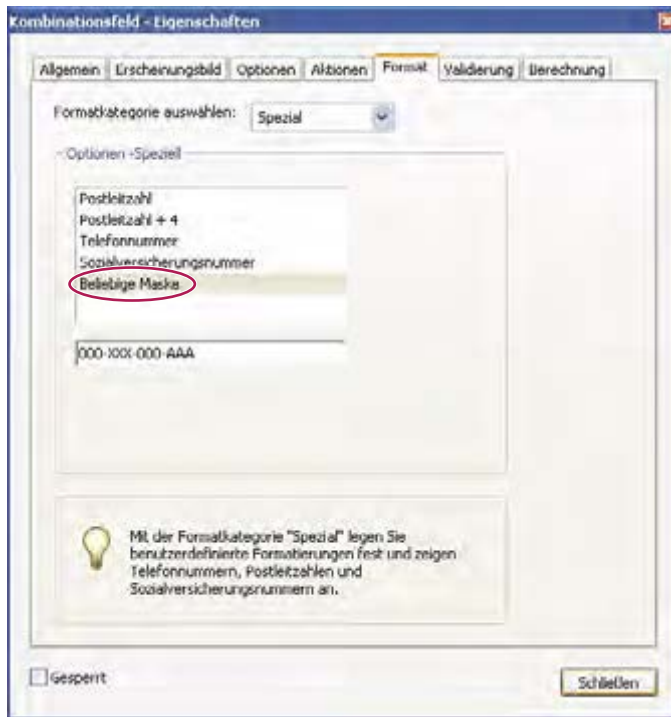 Kombinationsfeld - Eigenschaften
Allgemein Erscheinungsbild Optionen Aktionen Format Validierung Berechnung
Formatkategorie auswählen: Spezial
Optionen -Speziell
Postleitzahl
Postleitzahl + 4
Telefonnummer
Sozialversicherungsnummer
Beliebige Maske
000-XXX-000-AAA
Mit der Formatkategorie "Spezial" legen Sie
benutzerdefinierte Formatierungen fest und zeigen
Telefonnummern, Postleitzahlen und
Sozialversicherungsnummern an.
Gesperrt
Schließen